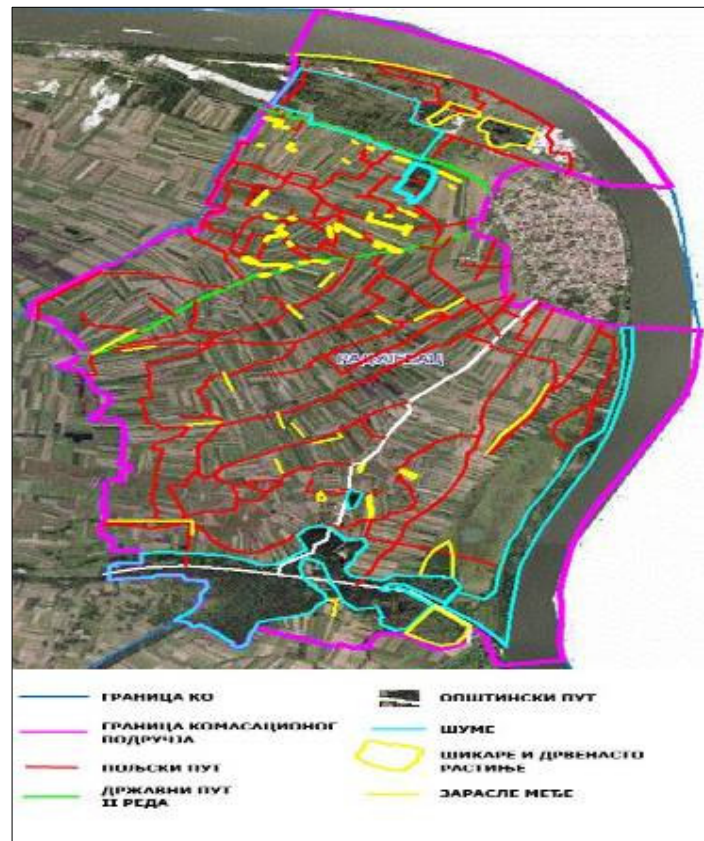 ГРАНИЦА КО
ГРАНИЦА КОМАСАЦИОНОГ
ПОДРУЧЈА
ПОЉСКИ ПУТ
ДРЖАВНИ ПУТ
II РЕДА
ОПШТИНСКИ ПУТ
ШУМЕ
ШИКАРЕ И ДРВЕНАСТО
РАСТИЊЕ
ЗАРАСЛЕ МЕЂЕ